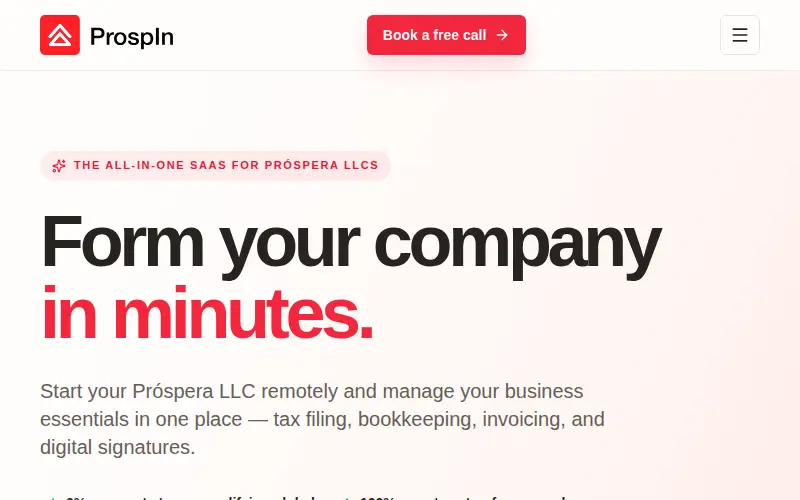 ProspIn
Book a free call
THE ALL-IN-ONE SAAS FOR PRÓSPERA LLCS
Form your company
in minutes.
Start your Próspera LLC remotely and manage your business
essentials in one place — tax filing, bookkeeping, invoicing, and
digital signatures.